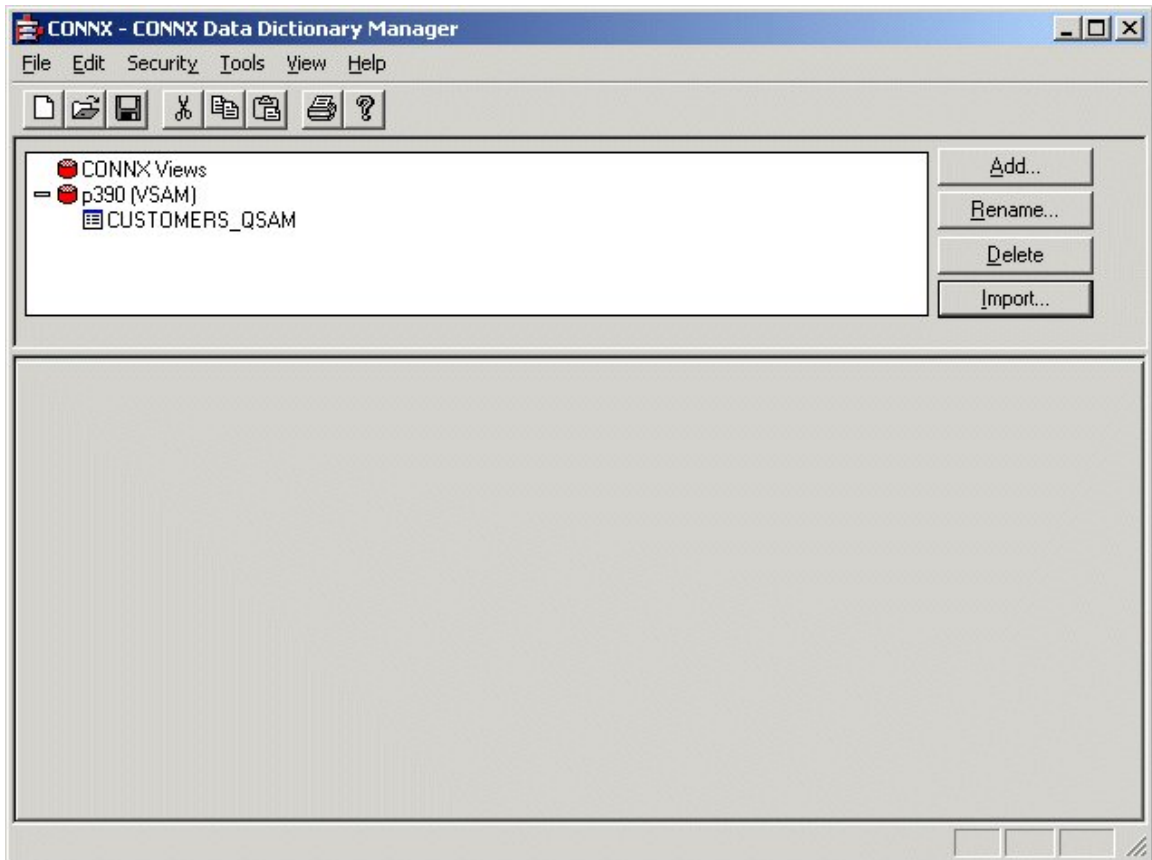 CONNX - CONNX Data Dictionary Manager
File Edit Security Tools View Help
CONNX Views
p390 (VSAM)
CUSTOMERS_QSAM
Add...
Rename...
Delete
Import...